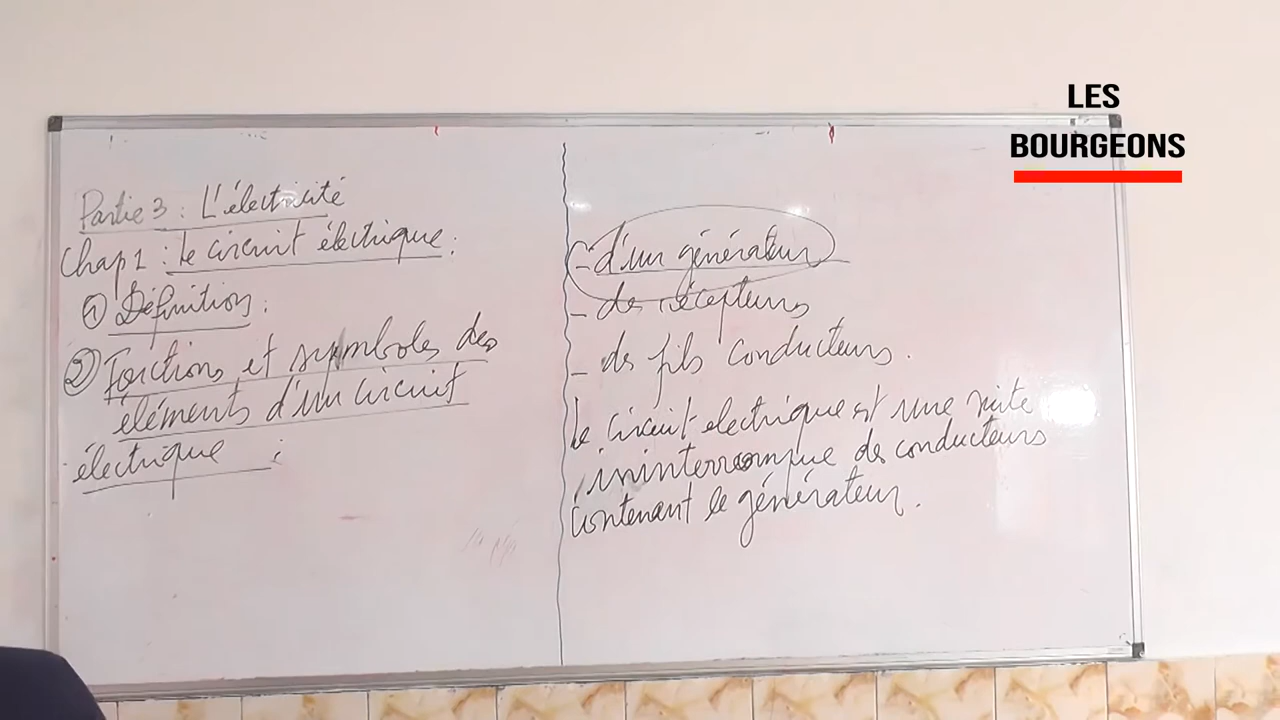 LES
BOURGEONS
Partie 3 : L'électricité
Chap 1 : le circuit électrique :
① Définition :
② Fonctions et symboles des
éléments d'un circuit
électrique :
- d'un générateur
- des récepteurs
- des fils conducteurs.
le circuit electrique est une suite
ininterrompue de conducteurs
contenant le générateur.